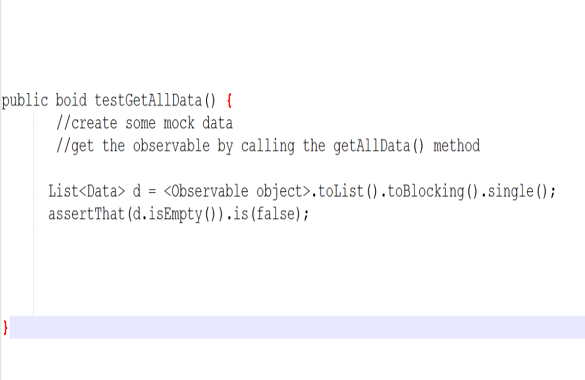 public boid testGetAllData() {
//create some mock data
//get the observable by calling the getAllData() method
List<Data> d = <Observable object>.toList().toBlocking().single();
assertThat(d.isEmpty()).is(false);
}